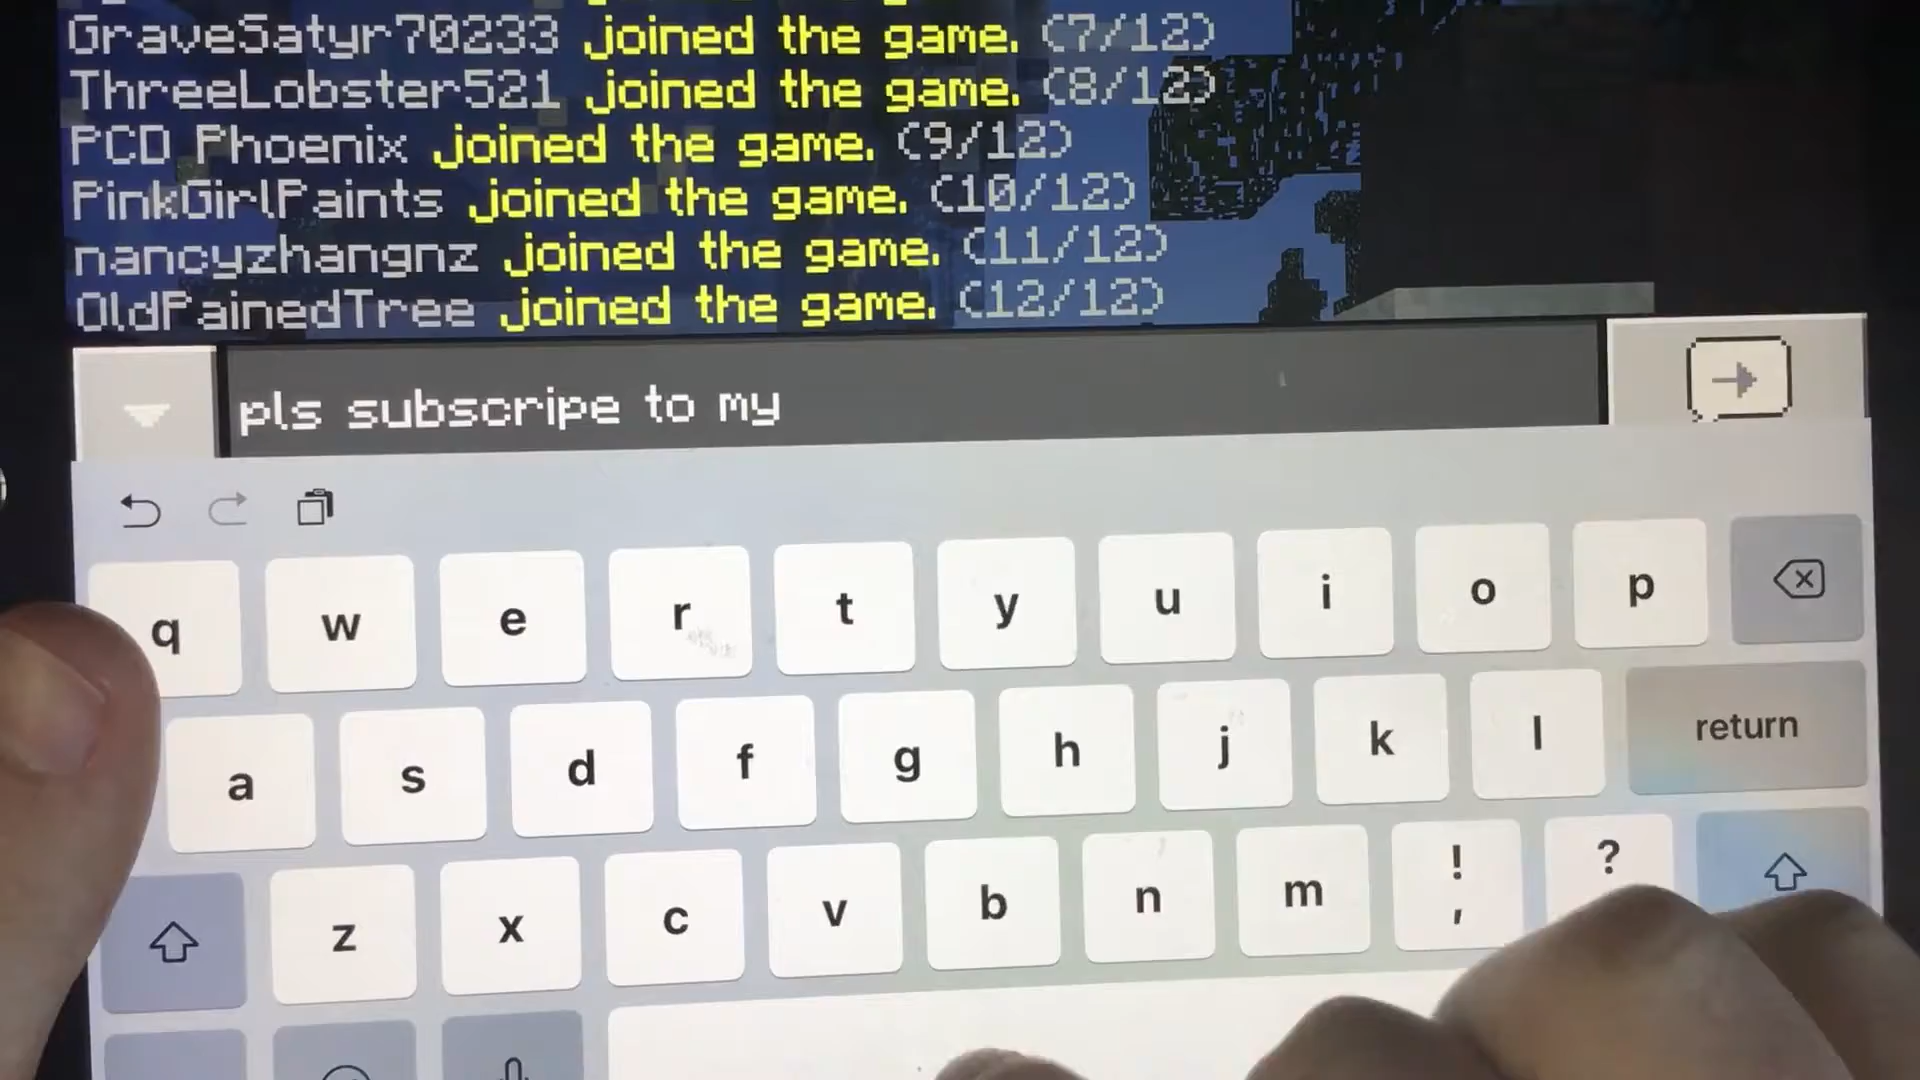 GraveSatyr70233 joined the game. (7/12)
ThreeLobster521 joined the game. (8/12)
PCD Phoenix joined the game. (9/12)
PinkGirlPaints joined the game. (10/12)
nancyzhangnz joined the game. (11/12)
OldPainedTree joined the game. (12/12)
pls subscripe to my
q w e r t y u i o p
a s d f g h j k l return
z x c v b n m ! , ?